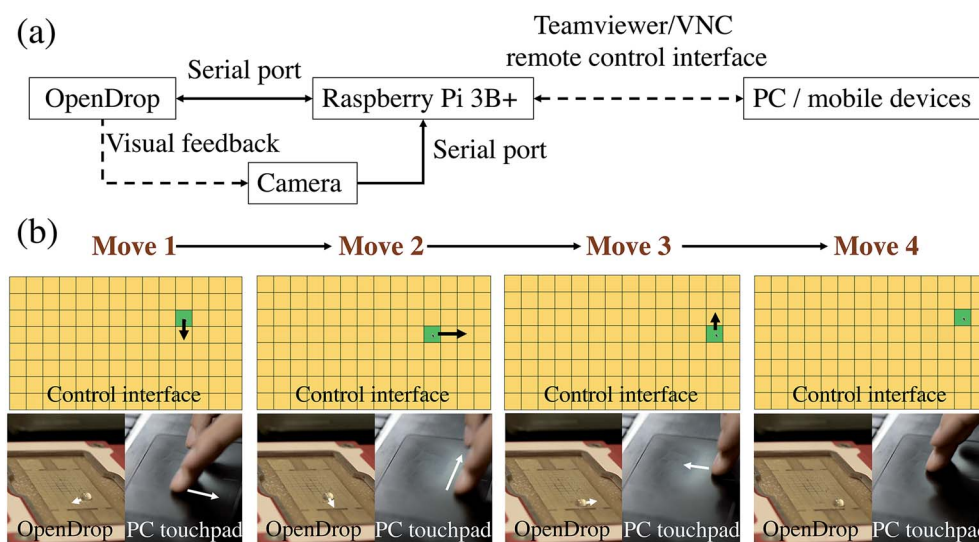 (a)
Teamviewer/VNC
remote control interface
Serial port
OpenDrop
Raspberry Pi 3B+
PC / mobile devices
Visual feedback
Serial port
Camera
(b)
Move 1
Move 2
Move 3
Move 4
Control interface
Control interface
Control interface
Control interface
OpenDrop
PC touchpad
OpenDrop
PC touchpad
OpenDrop
PC touchpad
OpenDrop
PC touchpad